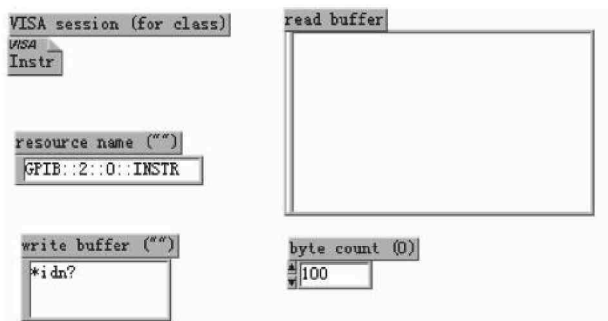 VISA session (for class)
VISA
Instr
resource name ("")
GPIB::2::0::INSTR
write buffer ("")
*idn?
read buffer
byte count (0)
100